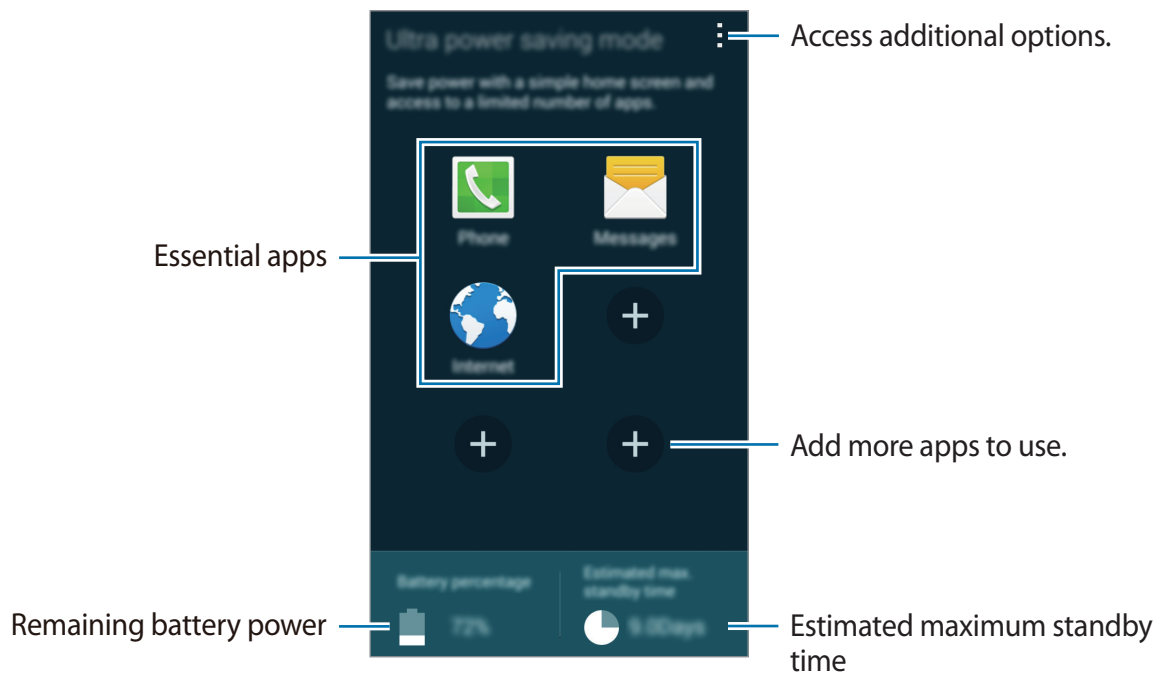 Ultra power saving mode
Access additional options.
Save power with a simple home screen and
access to a limited number of apps.
Phone
Messages
Essential apps
Internet
Add more apps to use.
Battery percentage
Estimated max.
standby time
Remaining battery power
72%
9.0Days
Estimated maximum standby
time